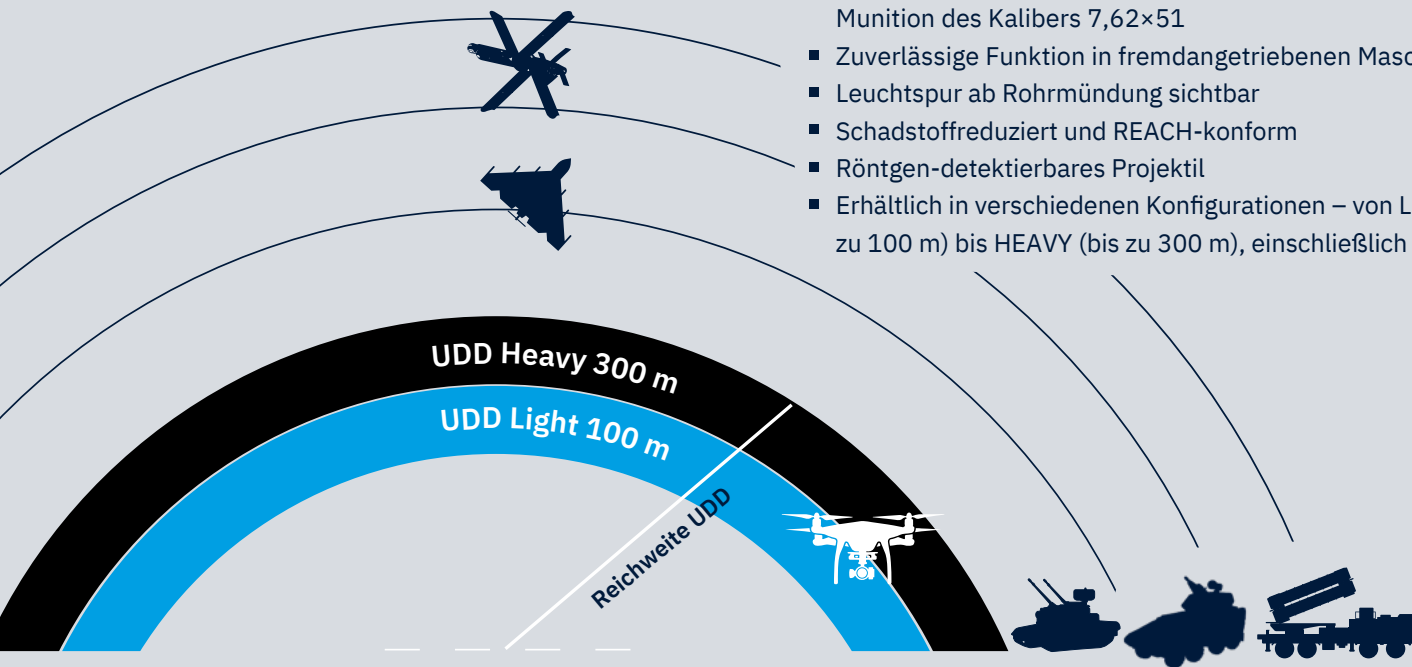 Munition des Kalibers 7,62×51
Zuverlässige Funktion in fremdangetriebenen
Leuchtspur ab Rohrmündung sichtbar
Schadstoffreduziert und REACH-konform
Röntgen-detektierbares Projektil
Erhältlich in verschiedenen Konfigurationen – von
zu 100 m) bis HEAVY (bis zu 300 m), einschließlich
UDD Heavy 300 m
UDD Light 100 m
Reichweite UDD